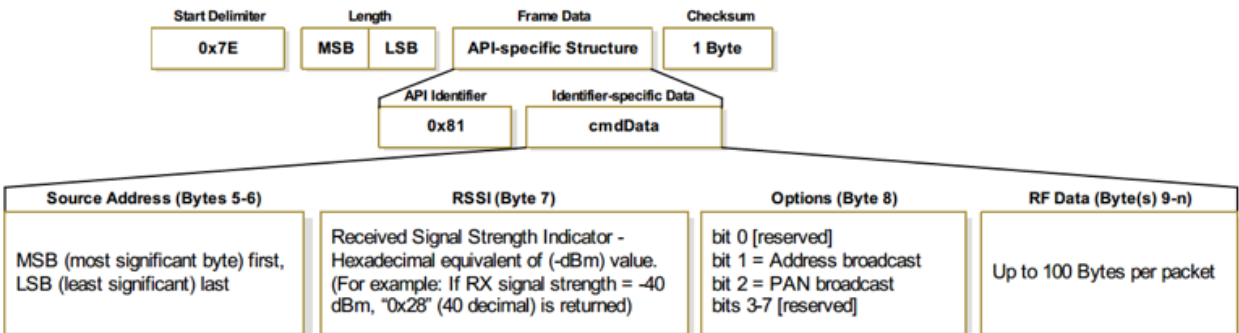 Start Delimiter Length Frame Data Checksum
0x7E MSB LSB API-specific Structure 1 Byte
API Identifier Identifier-specific Data
0x81 cmdData
Source Address (Bytes 5-6)
MSB (most significant byte) first,
LSB (least significant) last
RSSI (Byte 7)
Received Signal Strength Indicator -
Hexadecimal equivalent of (-dBm) value.
(For example: If RX signal strength = -40
dBm, “0x28” (40 decimal) is returned)
Options (Byte 8)
bit 0 [reserved]
bit 1 = Address broadcast
bit 2 = PAN broadcast
bits 3-7 [reserved]
RF Data (Byte(s) 9-n)
Up to 100 Bytes per packet